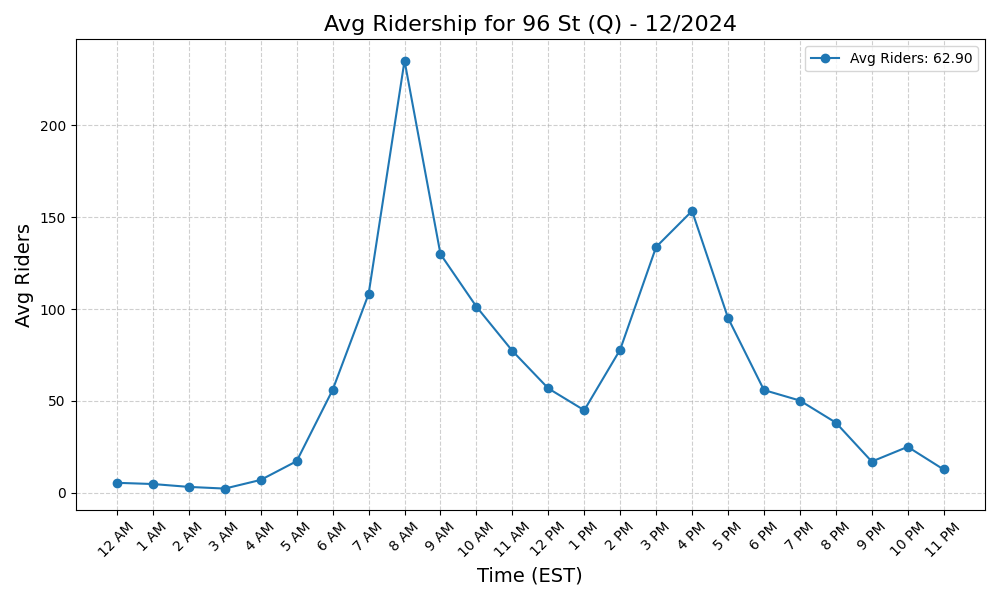 Avg Ridership for 96 St (Q) - 12/2024
Avg Riders: 62.90
Avg Riders
200
150
100
50
0
12 AM
1 AM
2 AM
3 AM
4 AM
5 AM
6 AM
7 AM
8 AM
9 AM
10 AM
11 AM
12 PM
1 PM
2 PM
3 PM
4 PM
5 PM
6 PM
7 PM
8 PM
9 PM
10 PM
11 PM
Time (EST)